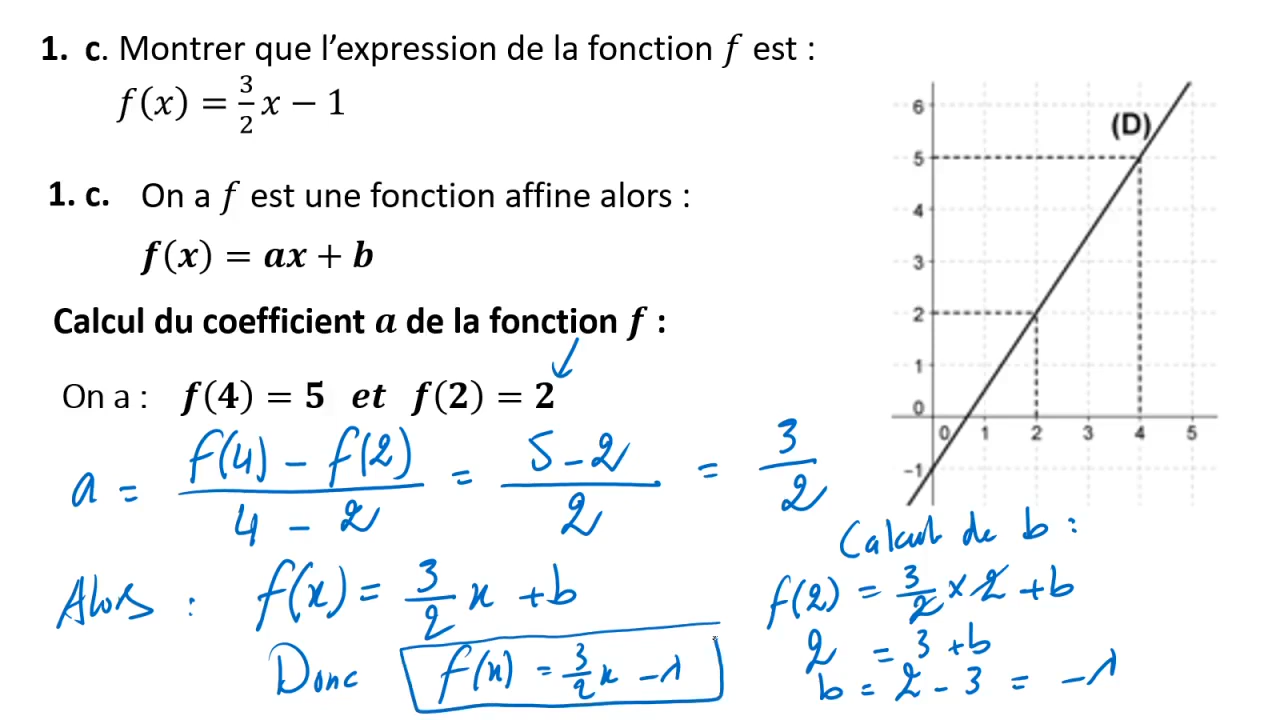 1. c. Montrer que l'expression de la fonction f est :
f(x) = 3/2 x − 1
1. c. On a f est une fonction affine alors :
f(x) = ax + b
Calcul du coefficient a de la fonction f :
On a : f(4) = 5 et f(2) = 2
a = (f(4) − f(2))/(4 − 2) = (5 − 2)/2 = 3/2
Alors : f(x) = 3/2 x + b
Donc f(x) = 3/2 x − 1
6
(D)
5
4
3
2
1
0
0 1 2 3 4 5
−1
Calcul de b :
f(2) = 3/2 × 2 + b
2 = 3 + b
b = 2 − 3 = −1